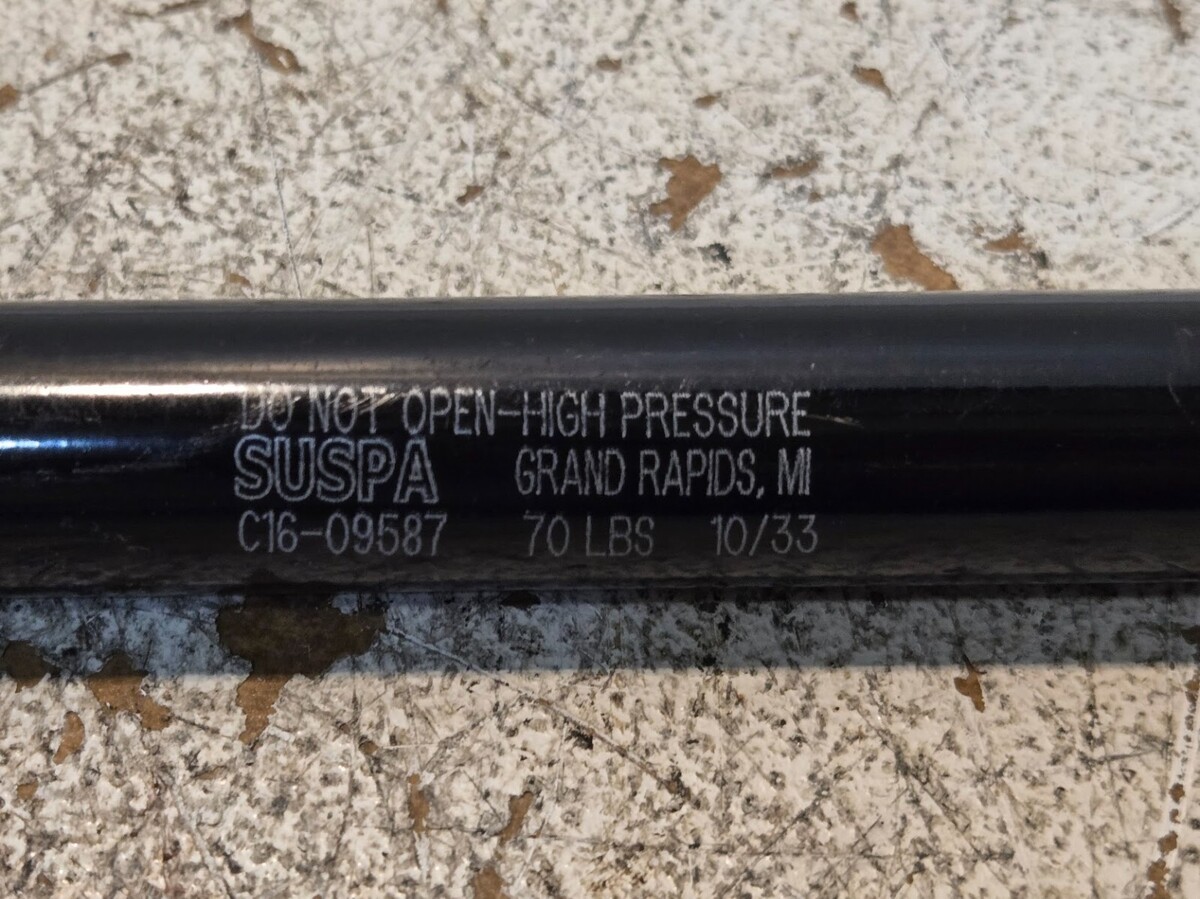 DO NOT OPEN-HIGH PRESSURE
SUSPA GRAND RAPIDS, MI
C16-09587 70 LBS 10/33